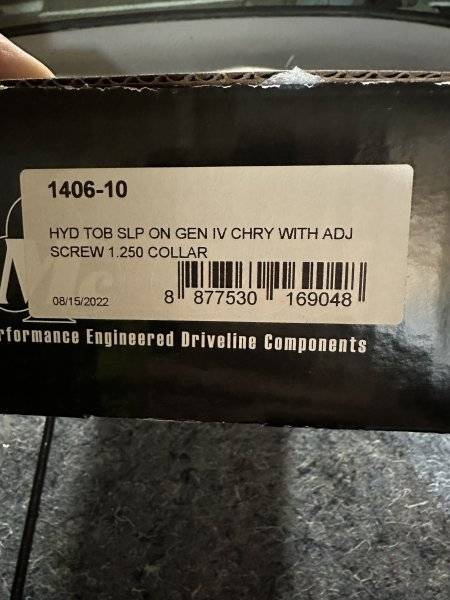 1406-10
HYD TOB SLP ON GEN IV CHRY WITH ADJ
SCREW 1.250 COLLAR
08/15/2022
8 877530 169048
rformance Engineered Driveline Components